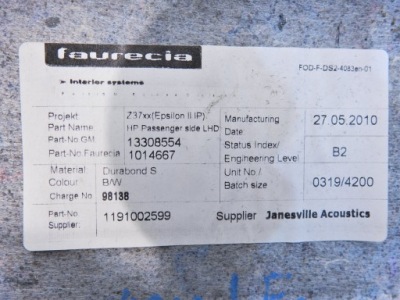 faurecia
FOD-F-DS2-4083en-01
Interior systems
Projekt Z37xx(Epsilon II IP) Manufacturing 27.05.2010
Part Name HP Passenger side LHD Date
Part-No GM: 13308554 Status Index/ B2
Part-No Faurecia 1014667 Engineering Level
Material Durabond S Unit No / 0319/4200
Colour B/W Batch size
Charge No 98138
Part-No 1191002599 Supplier Janesville Acoustics
Supplier: